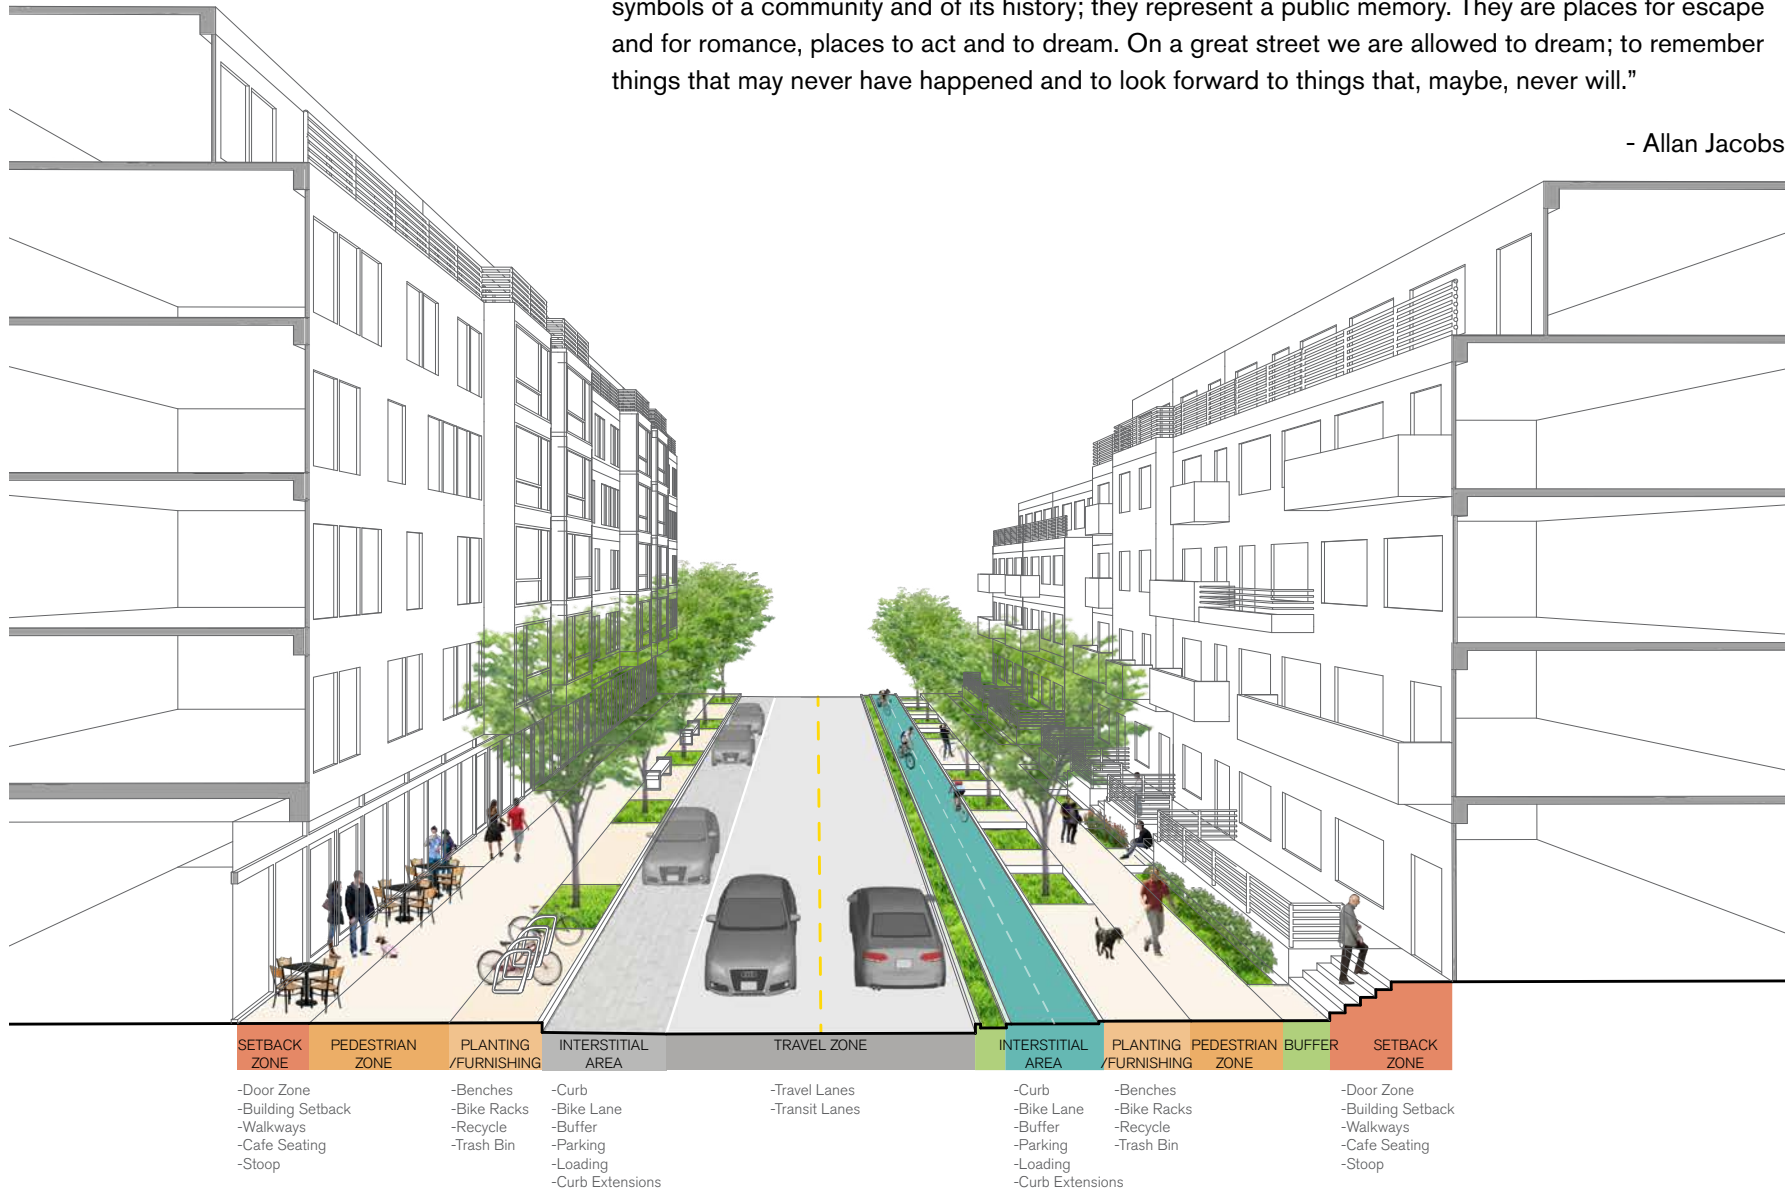 symbols of a community and of its history; they represent a public memory. They are places for escape
and for romance, places to act and to dream. On a great street we are allowed to dream; to remember
things that may never have happened and to look forward to things that, maybe, never will.”
- Allan Jacobs
SETBACK
ZONE
PEDESTRIAN
ZONE
PLANTING
/FURNISHING
INTERSTITIAL
AREA
TRAVEL ZONE
INTERSTITIAL
AREA
PLANTING
/FURNISHING
PEDESTRIAN
ZONE
BUFFER
SETBACK
ZONE
-Door Zone
-Building Setback
-Walkways
-Cafe Seating
-Stoop
-Benches
-Bike Racks
-Recycle
-Trash Bin
-Curb
-Bike Lane
-Buffer
-Parking
-Loading
-Curb Extensions
-Travel Lanes
-Transit Lanes
-Curb
-Bike Lane
-Buffer
-Parking
-Loading
-Curb Extensions
-Benches
-Bike Racks
-Recycle
-Trash Bin
-Door Zone
-Building Setback
-Walkways
-Cafe Seating
-Stoop